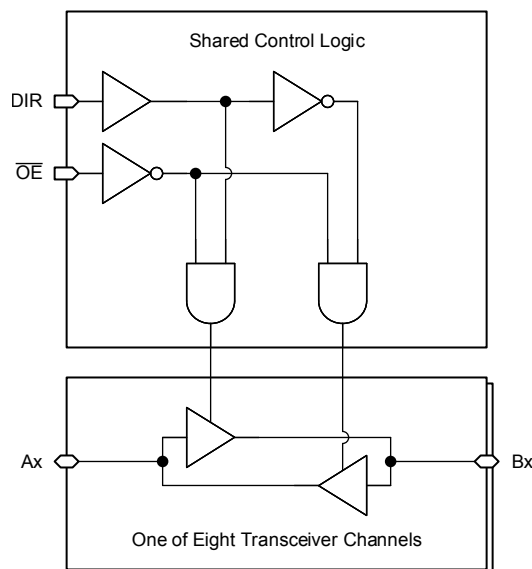 Shared Control Logic
DIR
OE
Ax
Bx
One of Eight Transceiver Channels